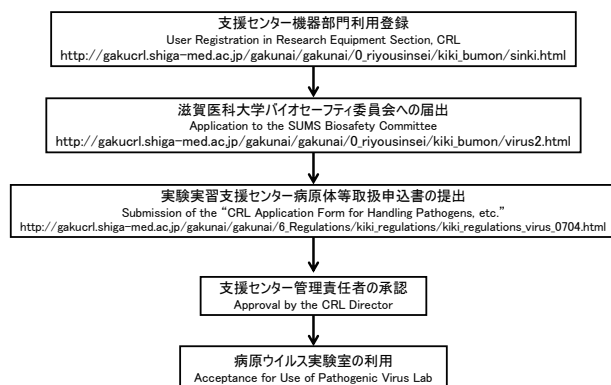 支援センター機器部門利用登録
User Registration in Research Equipment Section, CRL
http://gakucrl.shiga-med.ac.jp/gakunai/gakunai/0_riyousinsei/kiki_bumon/sinki.html
滋賀医科大学バイオセーフティ委員会への届出
Application to the SUMS Biosafety Committee
http://gakucrl.shiga-med.ac.jp/gakunai/gakunai/0_riyousinsei/kiki_bumon/virus2.html
実験実習支援センター病原体等取扱申込書の提出
Submission of the “CRL Application Form for Handling Pathogens, etc.”
http://gakucrl.shiga-med.ac.jp/gakunai/gakunai/6_Regulations/kiki_regulations/kiki_regulations_virus_0704.html
支援センター管理責任者の承認
Approval by the CRL Director
病原ウイルス実験室の利用
Acceptance for Use of Pathogenic Virus Lab